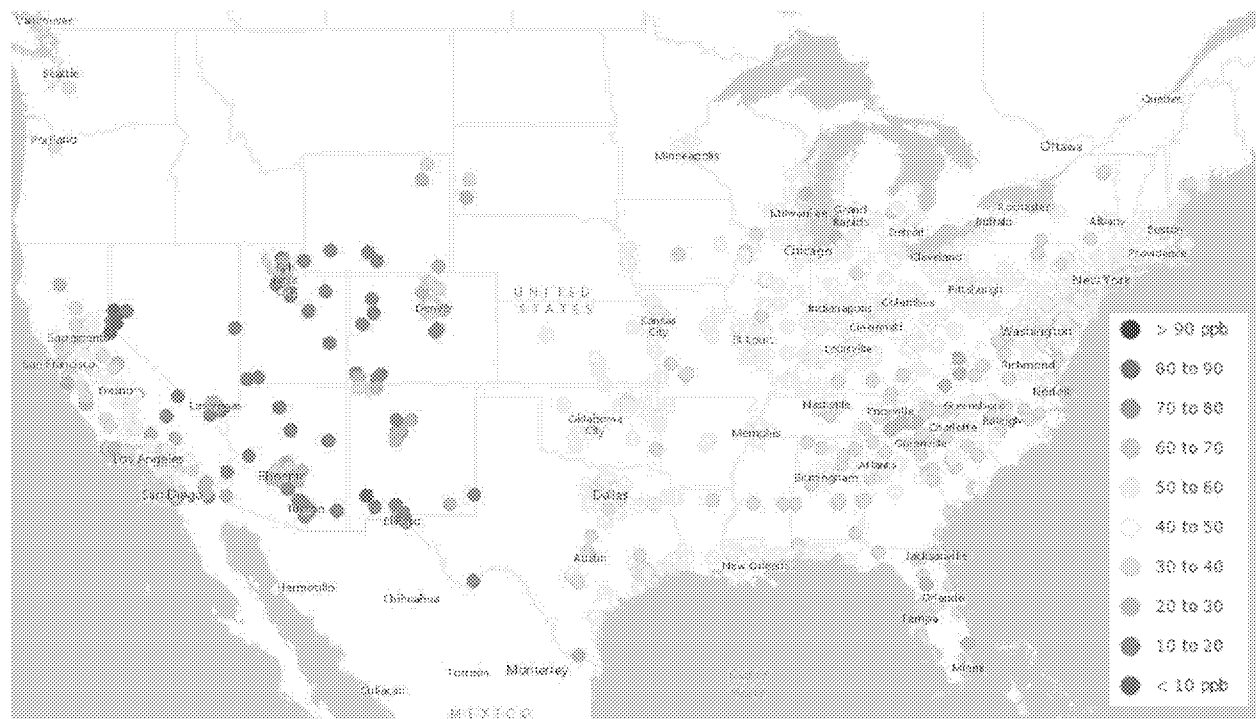 Vancouver
Seattle
Portland
Quebec
Ottawa
Minneapolis
Milwaukee
Grand
Rapids
Rochester
Buffalo
Albany
Boston
Detroit
Providence
Chicago
Cleveland
New York
Pittsburgh
UNITED
STATES
Denver
Columbus
Indianapolis
Kansas
City
Cincinnati
Washington
> 90 ppb
Sacramento
St Louis
Louisville
San Francisco
Richmond
80 to 90
Fresno
Norfolk
Las Vegas
Nashville
Knoxville
Greensboro
70 to 80
Oklahoma
City
Raleigh
Charlotte
Memphis
Greenville
60 to 70
Los Angeles
Atlanta
Phoenix
Birmingham
San Diego
Dallas
50 to 60
Tucson
El Paso
40 to 50
Austin
Jacksonville
New Orleans
30 to 40
Hermosillo
Chihuahua
Orlando
20 to 30
Tampa
10 to 20
Torreon
Monterrey
Miami
Culiacan
< 10 ppb
MEXICO